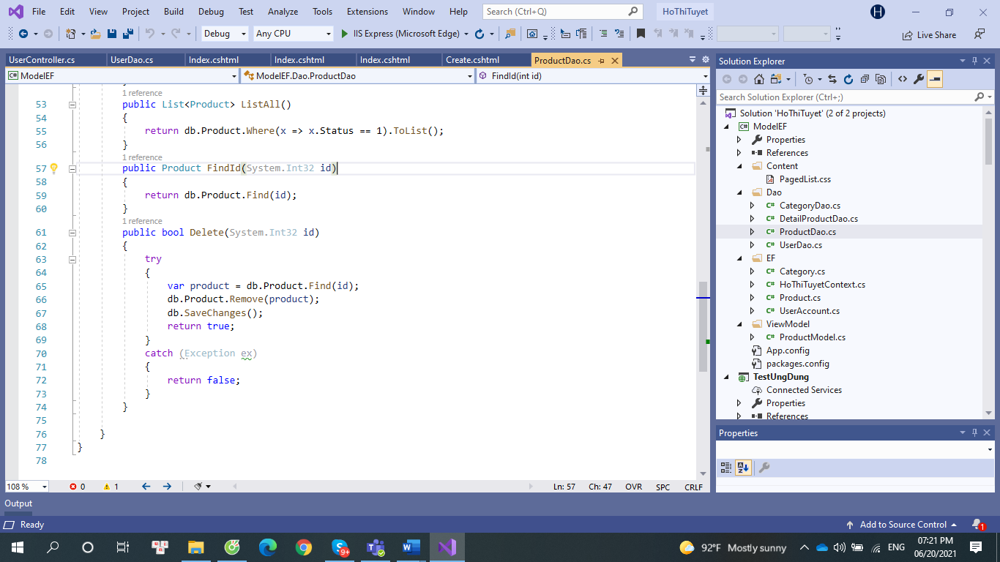 File Edit View Project Build Debug Test Analyze Tools Extensions Window Help Search (Ctrl+Q) HoThiTuyet H
Debug Any CPU IIS Express (Microsoft Edge) Live Share
UserController.cs UserDao.cs Index.cshtml Index.cshtml Index.cshtml Create.cshtml ProductDao.cs
C# ModelEF ModelEF.Dao.ProductDao FindId(int id)
1 reference
53 public List<Product> ListAll()
54 {
55 return db.Product.Where(x => x.Status == 1).ToList();
56 }
1 reference
57 public Product FindId(System.Int32 id)
58 {
59 return db.Product.Find(id);
60 }
1 reference
61 public bool Delete(System.Int32 id)
62 {
63 try
64 {
65 var product = db.Product.Find(id);
66 db.Product.Remove(product);
67 db.SaveChanges();
68 return true;
69 }
70 catch (Exception ex)
71 {
72 return false;
73 }
74 }
75
76 }
77 }
78
108 % 0 1 Ln: 57 Ch: 47 OVR SPC CRLF
Solution Explorer
Search Solution Explorer (Ctrl+;)
Solution 'HoThiTuyet' (2 of 2 projects)
C# ModelEF
Properties
References
Content
PagedList.css
Dao
C# CategoryDao.cs
C# DetailProductDao.cs
C# ProductDao.cs
C# UserDao.cs
EF
C# Category.cs
C# HoThiTuyetContext.cs
C# Product.cs
C# UserAccount.cs
ViewModel
C# ProductModel.cs
App.config
packages.config
TestUngDung
Connected Services
Properties
References
Properties
Output
Ready Add to Source Control 1
9+ 92°F Mostly sunny ENG 07:21 PM
06/20/2021